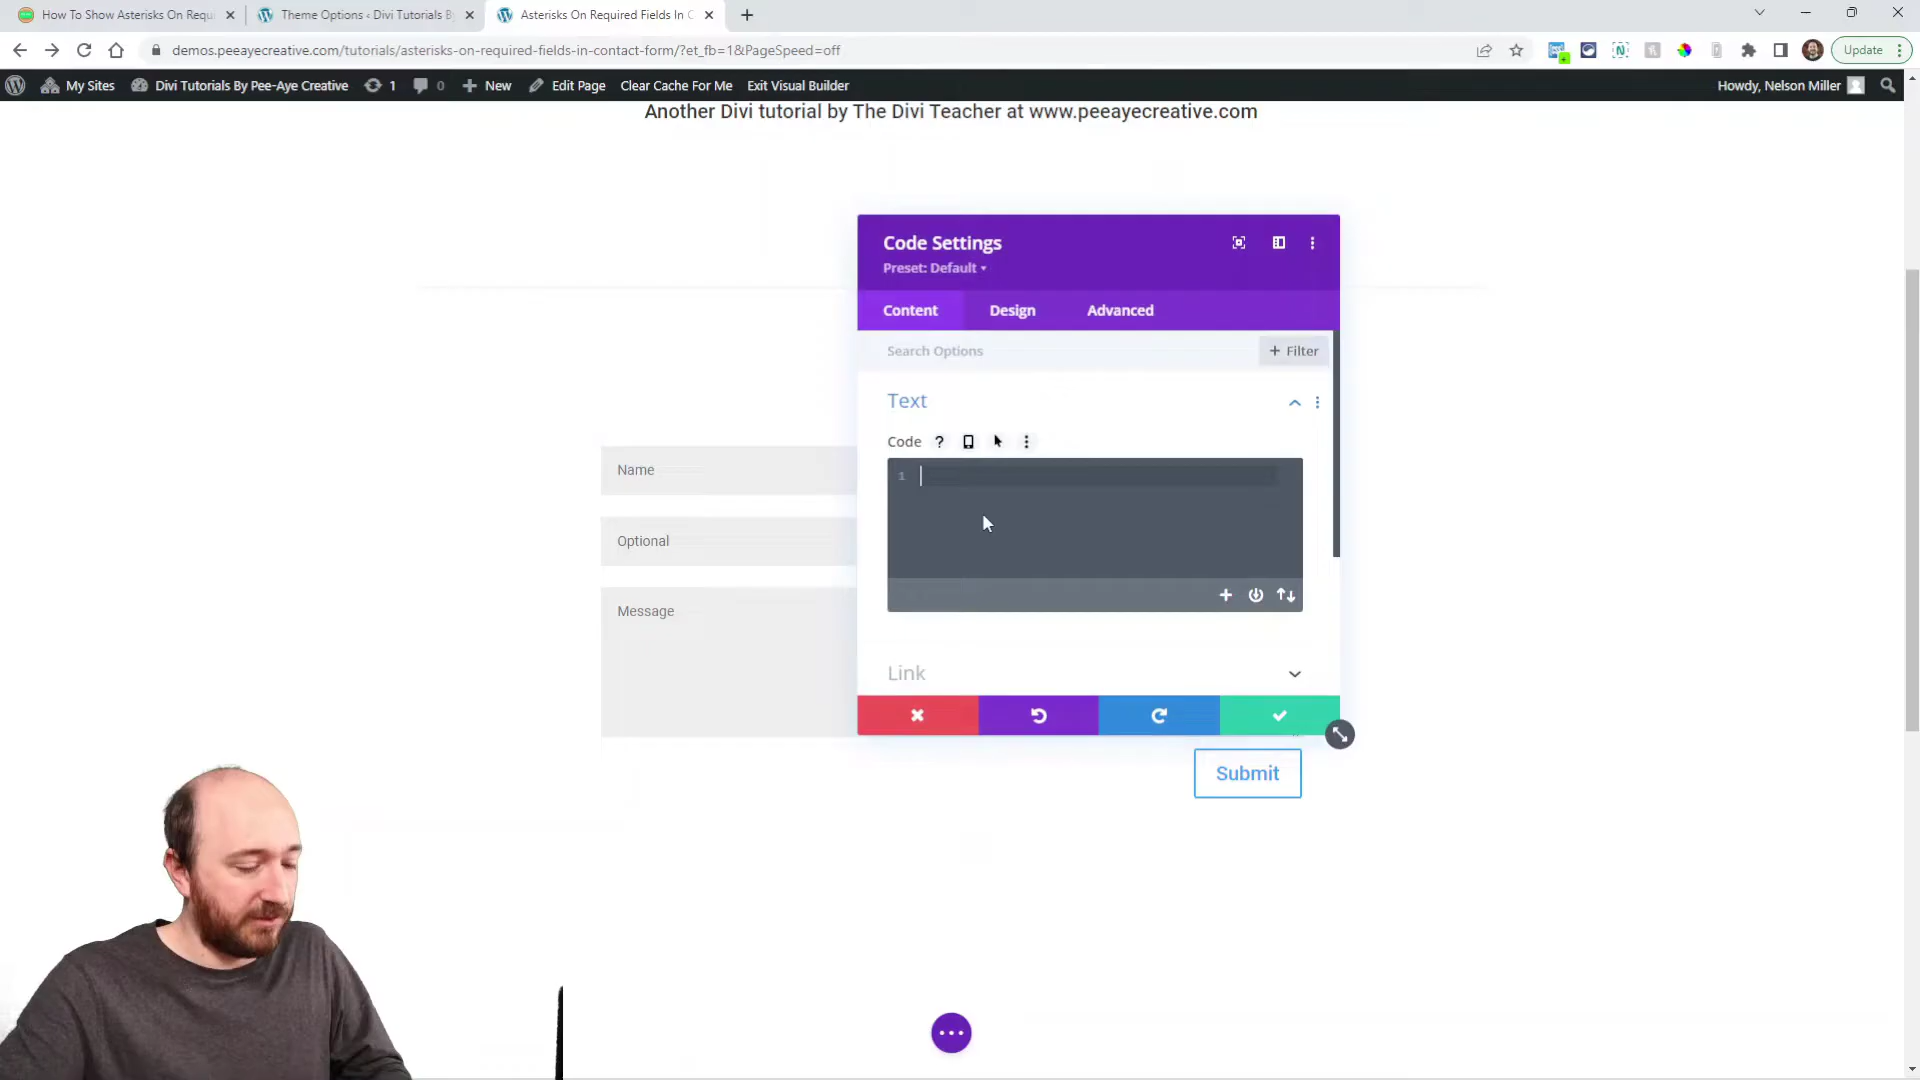 How To Show Asterisks On Requi
Theme Options ‹ Divi Tutorials B
Asterisks On Required Fields In C
demos.peeayecreative.com/tutorials/asterisks-on-required-fields-in-contact-form/?et_fb=1&PageSpeed=off
Update
My Sites
Divi Tutorials By Pee-Aye Creative
1
0
New
Edit Page
Clear Cache For Me
Exit Visual Builder
Howdy, Nelson Miller
Another Divi tutorial by The Divi Teacher at www.peeayecreative.com
Code Settings
Preset: Default
Content
Design
Advanced
Search Options
+ Filter
Text
Code
?
1
Name
Optional
Message
Link
Submit